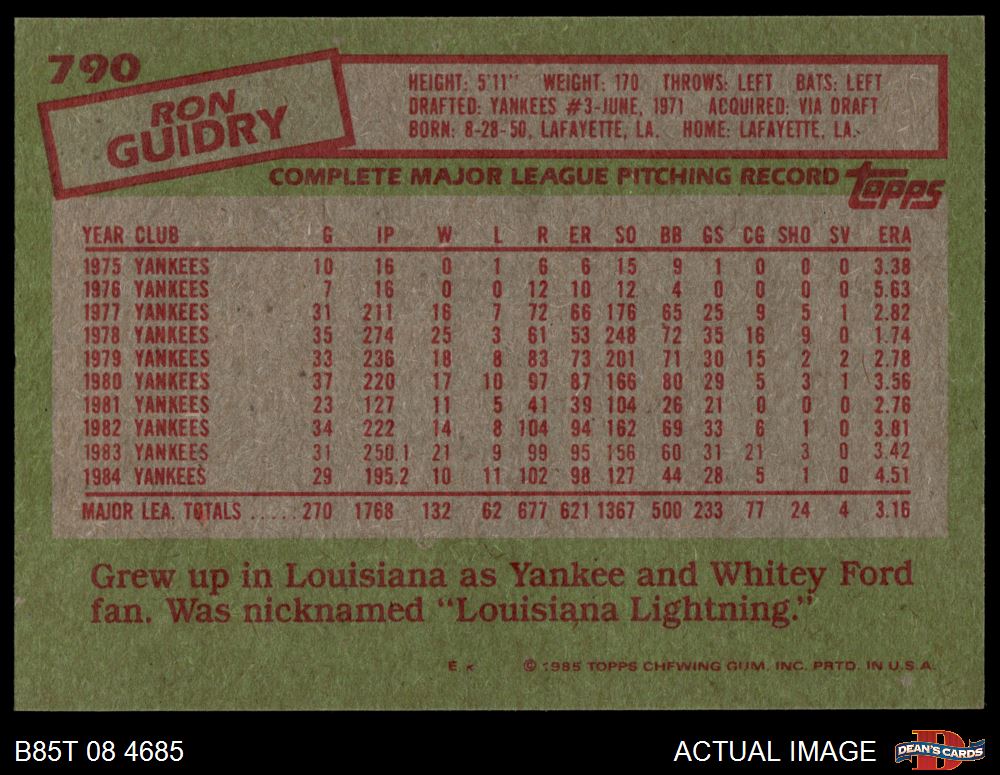 790
RON
GUIDRY
HEIGHT: 5'11" WEIGHT: 170 THROWS: LEFT BATS: LEFT
DRAFTED: YANKEES #3-JUNE, 1971 ACQUIRED: VIA DRAFT
BORN: 8-28-50, LAFAYETTE, LA. HOME: LAFAYETTE, LA.
COMPLETE MAJOR LEAGUE PITCHING RECORD topps
YEAR CLUB G IP W L R ER SO BB GS CG SHO SV ERA
1975 YANKEES 10 16 0 1 6 6 15 9 1 0 0 0 3.38
1976 YANKEES 7 16 0 0 12 10 12 4 0 0 0 0 5.63
1977 YANKEES 31 211 16 7 72 66 176 65 25 9 5 1 2.82
1978 YANKEES 35 274 25 3 61 53 248 72 35 16 9 0 1.74
1979 YANKEES 33 236 18 8 83 73 201 71 30 15 2 2 2.78
1980 YANKEES 37 220 17 10 97 87 166 80 29 5 3 1 3.56
1981 YANKEES 23 127 11 5 41 39 104 26 21 0 0 0 2.76
1982 YANKEES 34 222 14 8 104 94 162 69 33 6 1 0 3.81
1983 YANKEES 31 250.1 21 9 99 95 156 60 31 21 3 0 3.42
1984 YANKEES 29 195.2 10 11 102 98 127 44 28 5 1 0 4.51
MAJOR LEA. TOTALS ..... 270 1768 132 62 677 621 1367 500 233 77 24 4 3.16
Grew up in Louisiana as Yankee and Whitey Ford
fan. Was nicknamed "Louisiana Lightning."
© 1985 TOPPS CHEWING GUM, INC. PRTD. IN U.S.A.
B85T 08 4685
ACTUAL IMAGE
DEAN'S CARDS